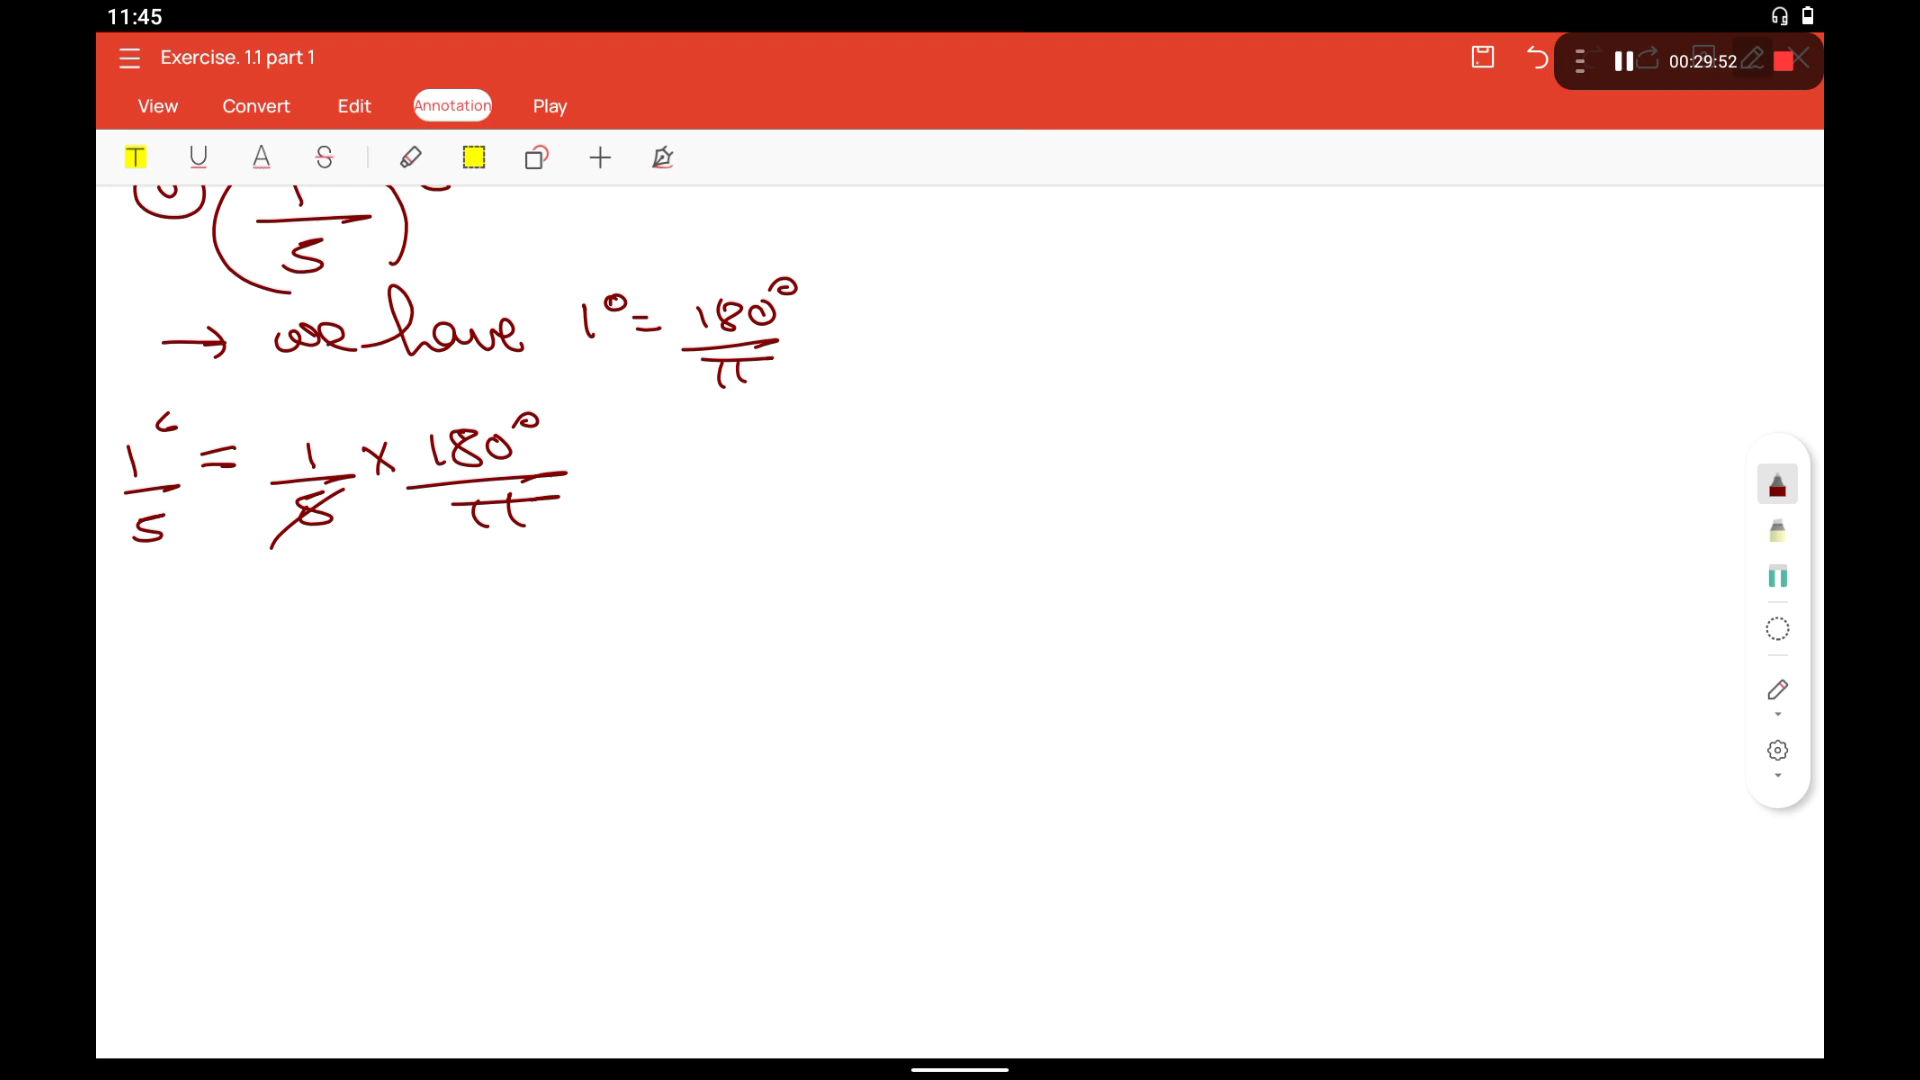 11:45
Exercise. 1.1 part 1
00:29:52
View Convert Edit Annotation Play
T U A S
(1/5)
→ we have 1° = 180°/π
1/5 ᶜ = 1/5 × 180°/π